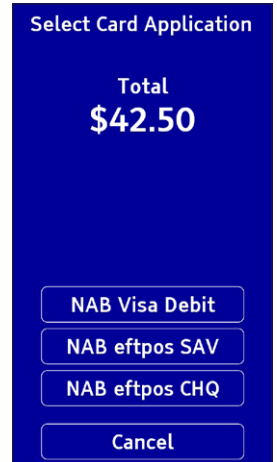 Select Card Application
Total
$42.50
NAB Visa Debit
NAB eftpos SAV
NAB eftpos CHQ
Cancel